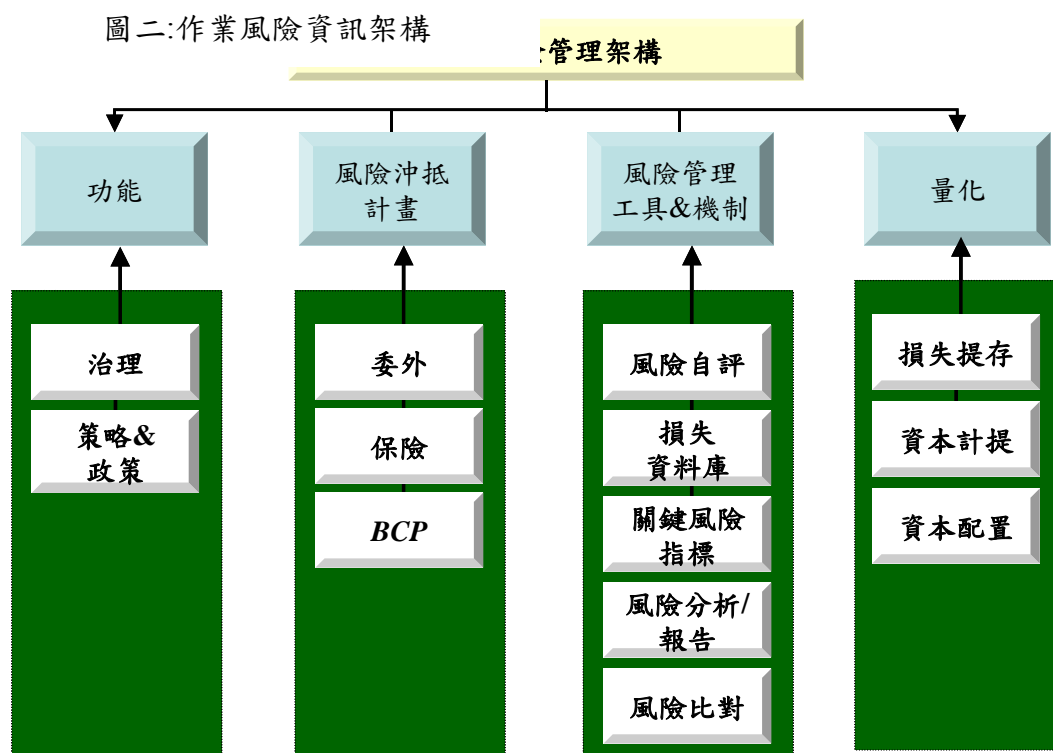 圖二:作業風險資訊架構
管理架構
功能
風險沖抵
計畫
風險管理
工具&機制
量化
治理
策略&
政策
委外
保險
BCP
風險自評
損失
資料庫
關鍵風險
指標
風險分析/
報告
風險比對
損失提存
資本計提
資本配置